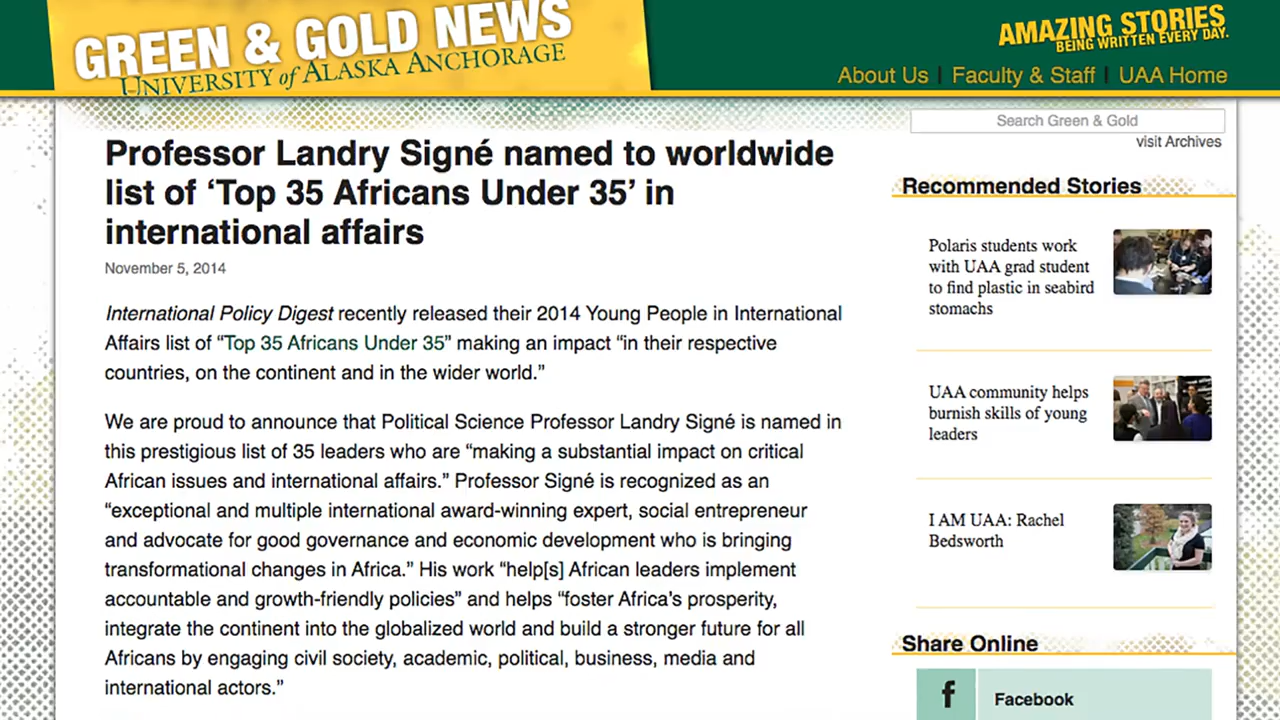 GREEN & GOLD NEWS
UNIVERSITY of ALASKA ANCHORAGE
AMAZING STORIES
BEING WRITTEN EVERY DAY.
About Us | Faculty & Staff | UAA Home
Search Green & Gold
visit Archives
Professor Landry Signé named to worldwide
list of ‘Top 35 Africans Under 35’ in
international affairs
November 5, 2014
International Policy Digest recently released their 2014 Young People in International
Affairs list of “Top 35 Africans Under 35” making an impact “in their respective
countries, on the continent and in the wider world.”
We are proud to announce that Political Science Professor Landry Signé is named in
this prestigious list of 35 leaders who are “making a substantial impact on critical
African issues and international affairs.” Professor Signé is recognized as an
“exceptional and multiple international award-winning expert, social entrepreneur
and advocate for good governance and economic development who is bringing
transformational changes in Africa.” His work “help[s] African leaders implement
accountable and growth-friendly policies” and helps “foster Africa’s prosperity,
integrate the continent into the globalized world and build a stronger future for all
Africans by engaging civil society, academic, political, business, media and
international actors.”
Recommended Stories
Polaris students work
with UAA grad student
to find plastic in seabird
stomachs
UAA community helps
burnish skills of young
leaders
I AM UAA: Rachel
Bedsworth
Share Online
f Facebook